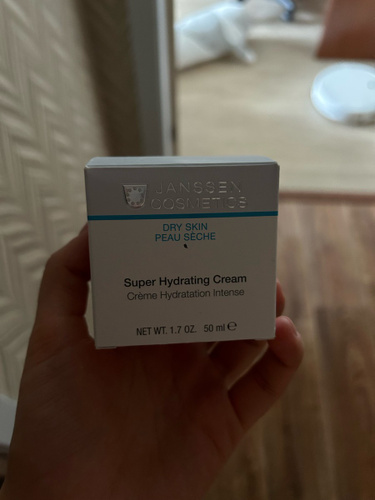 JANSSEN
COSMETICS
DRY SKIN
PEAU SÈCHE
Super Hydrating Cream
Crème Hydratation Intense
NET WT. 1.7 OZ. 50 ml ℮